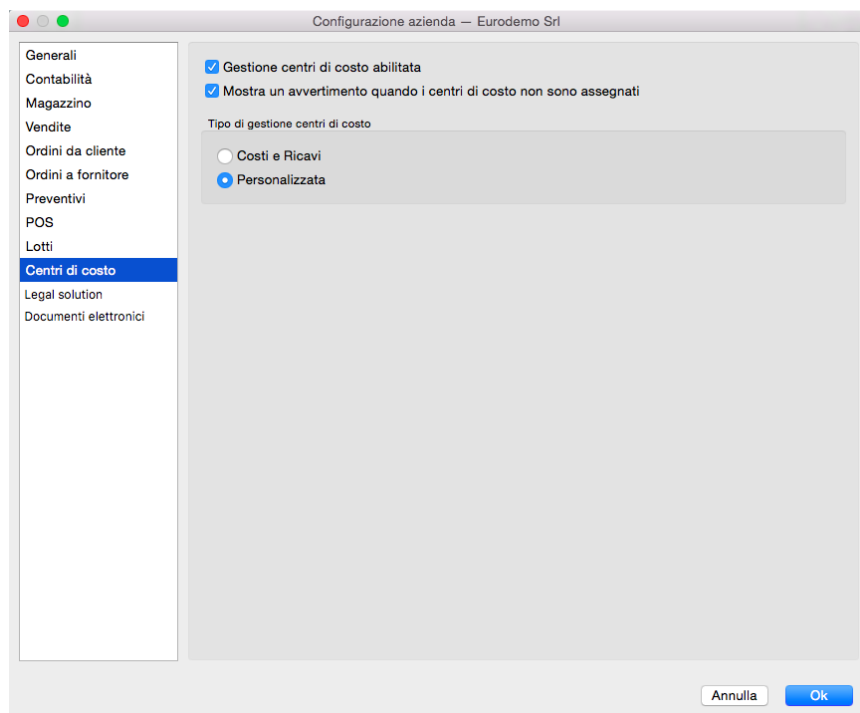 Configurazione azienda — Eurodemo Srl
Generali
Contabilità
Magazzino
Vendite
Ordini da cliente
Ordini a fornitore
Preventivi
POS
Lotti
Centri di costo
Legal solution
Documenti elettronici
Gestione centri di costo abilitata
Mostra un avvertimento quando i centri di costo non sono assegnati
Tipo di gestione centri di costo
Costi e Ricavi
Personalizzata
Annulla
Ok